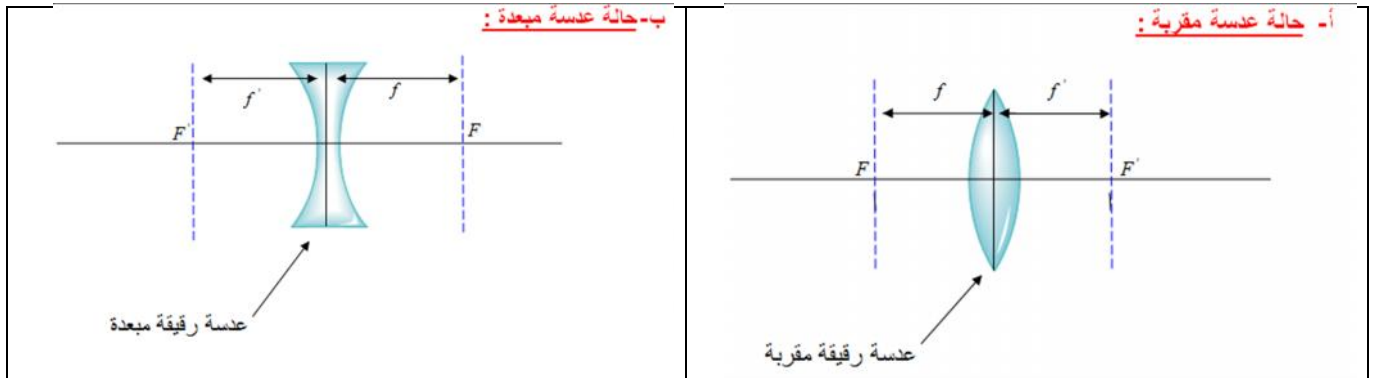 أ- حالة عدسة مقربة :
f f'
F F'
عدسة رقيقة مقربة
ب-حالة عدسة مبعدة :
f' f
F' F
عدسة رقيقة مبعدة